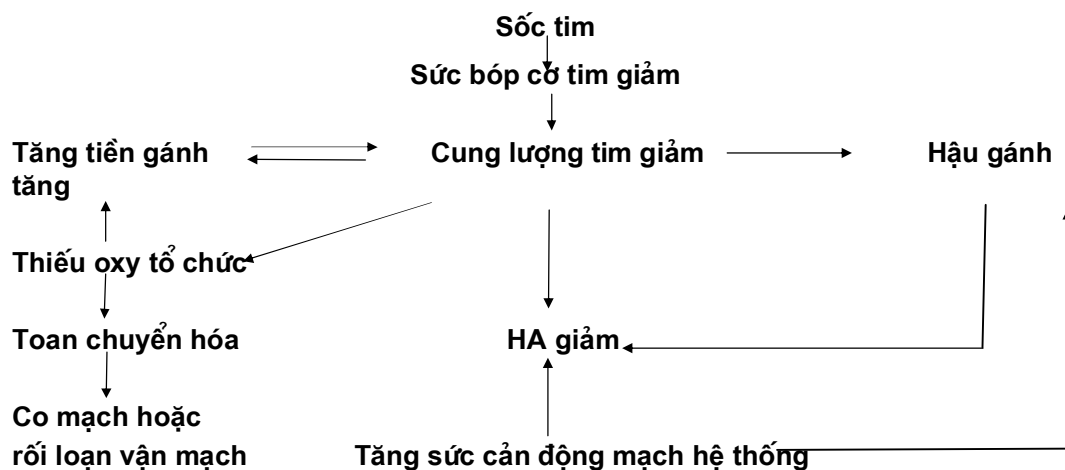 Sốc tim
Sức bóp cơ tim giảm
Tăng tiền gánh Cung lượng tim giảm Hậu gánh
tăng
Thiếu oxy tổ chức
Toan chuyển hóa HA giảm
Co mạch hoặc
rối loạn vận mạch Tăng sức cản động mạch hệ thống